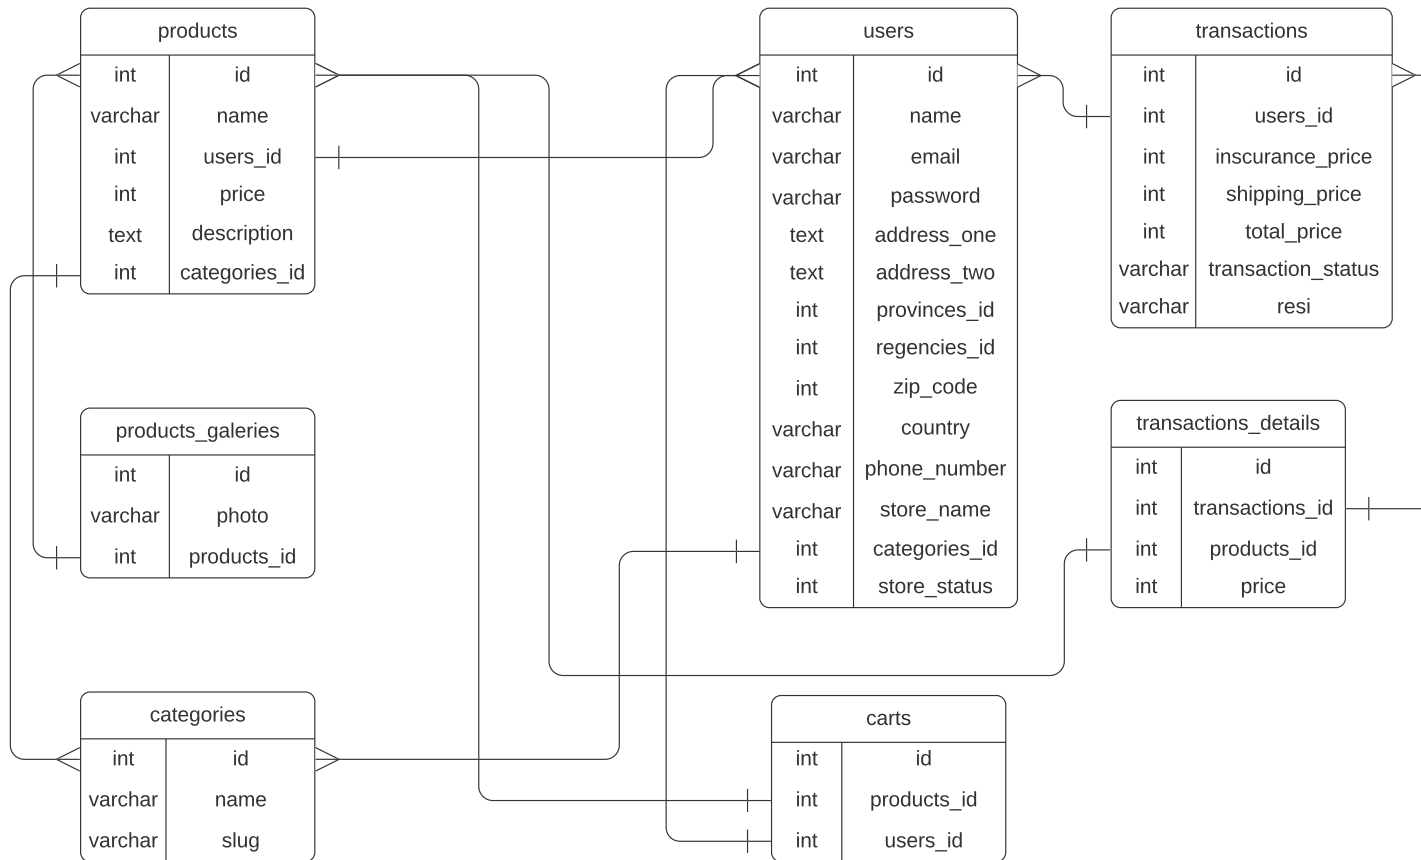 products
int id
varchar name
int users_id
int price
text description
int categories_id
products_galeries
int id
varchar photo
int products_id
categories
int id
varchar name
varchar slug
users
int id
varchar name
varchar email
varchar password
text address_one
text address_two
int provinces_id
int regencies_id
int zip_code
varchar country
varchar phone_number
varchar store_name
int categories_id
int store_status
carts
int id
int products_id
int users_id
transactions
int id
int users_id
int inscurance_price
int shipping_price
int total_price
varchar transaction_status
varchar resi
transactions_details
int id
int transactions_id
int products_id
int price